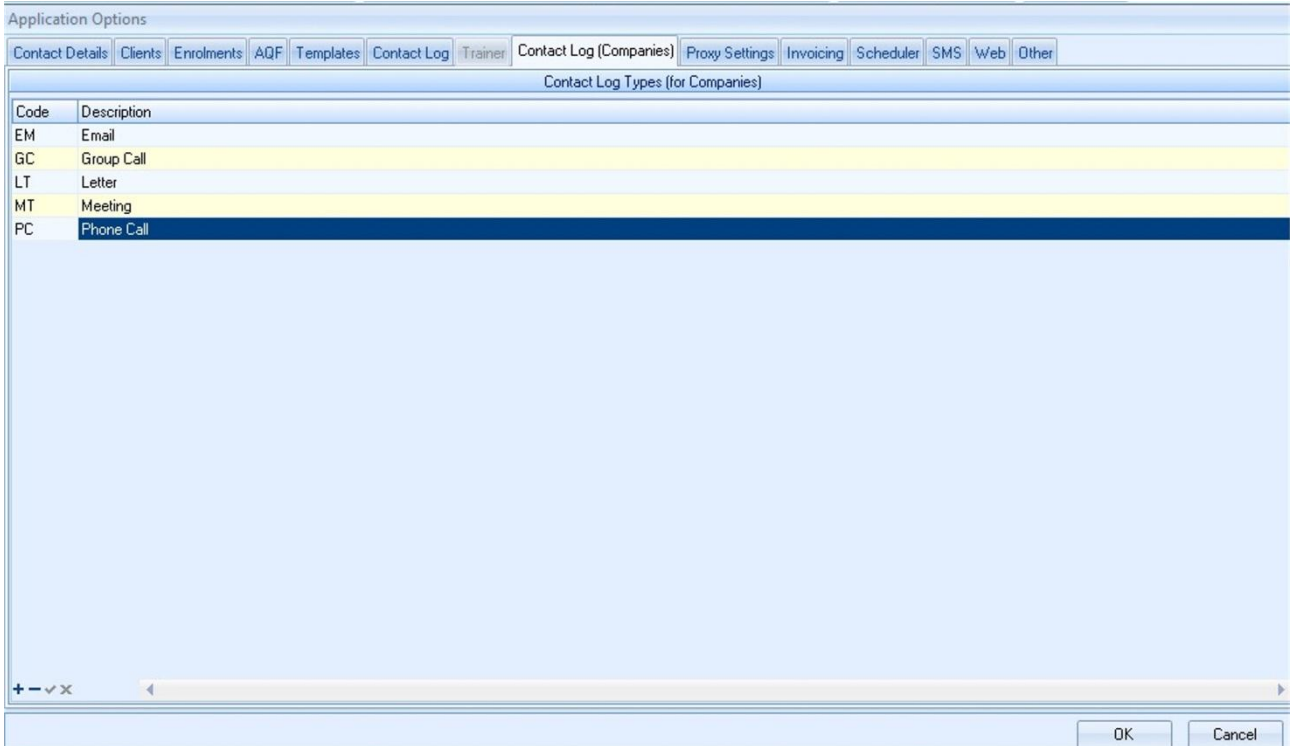 Application Options
Contact Details Clients Enrolments AQF Templates Contact Log Trainer Contact Log (Companies) Proxy Settings Invoicing Scheduler SMS Web Other
Contact Log Types (for Companies)
Code Description
EM Email
GC Group Call
LT Letter
MT Meeting
PC Phone Call
OK Cancel